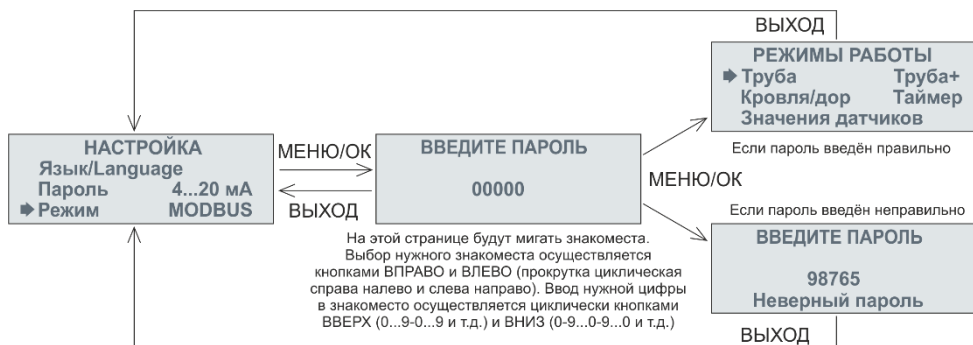 ВЫХОД
РЕЖИМЫ РАБОТЫ
Труба Труба+
Кровля/дор Таймер
Значения датчиков
Если пароль введён правильно
НАСТРОЙКА
Язык/Language
Пароль 4...20 мА
Режим MODBUS
МЕНЮ/ОК
ВЫХОД
ВВЕДИТЕ ПАРОЛЬ
00000
МЕНЮ/ОК
На этой странице будут мигать знакоместа.
Выбор нужного знакоместа осуществляется
кнопками ВПРАВО и ВЛЕВО (прокрутка циклическая
справа налево и слева направо). Ввод нужной цифры
в знакоместо осуществляется циклически кнопками
ВВЕРХ (0...9-0...9 и т.д.) и ВНИЗ (0-9...0-9...0 и т.д.)
Если пароль введён неправильно
ВВЕДИТЕ ПАРОЛЬ
98765
Неверный пароль
ВЫХОД